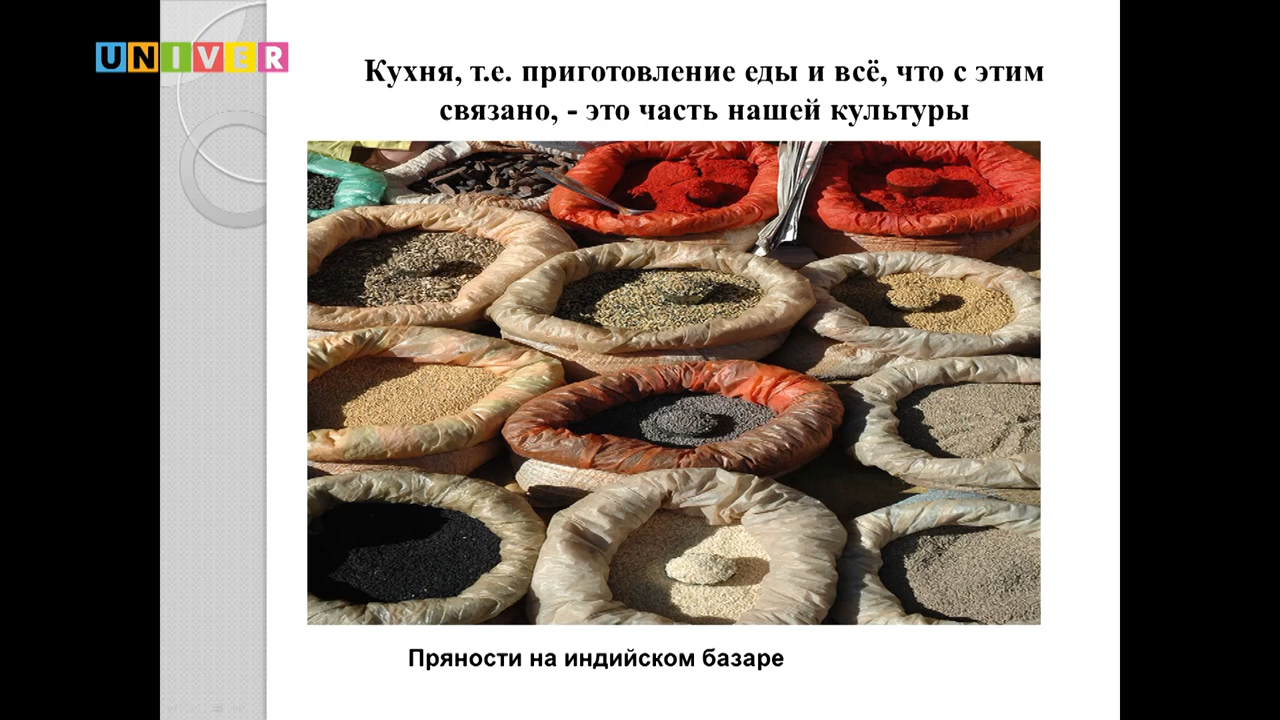 UNIVER
Кухня, т.е. приготовление еды и всё, что с этим
связано, - это часть нашей культуры
Пряности на индийском базаре